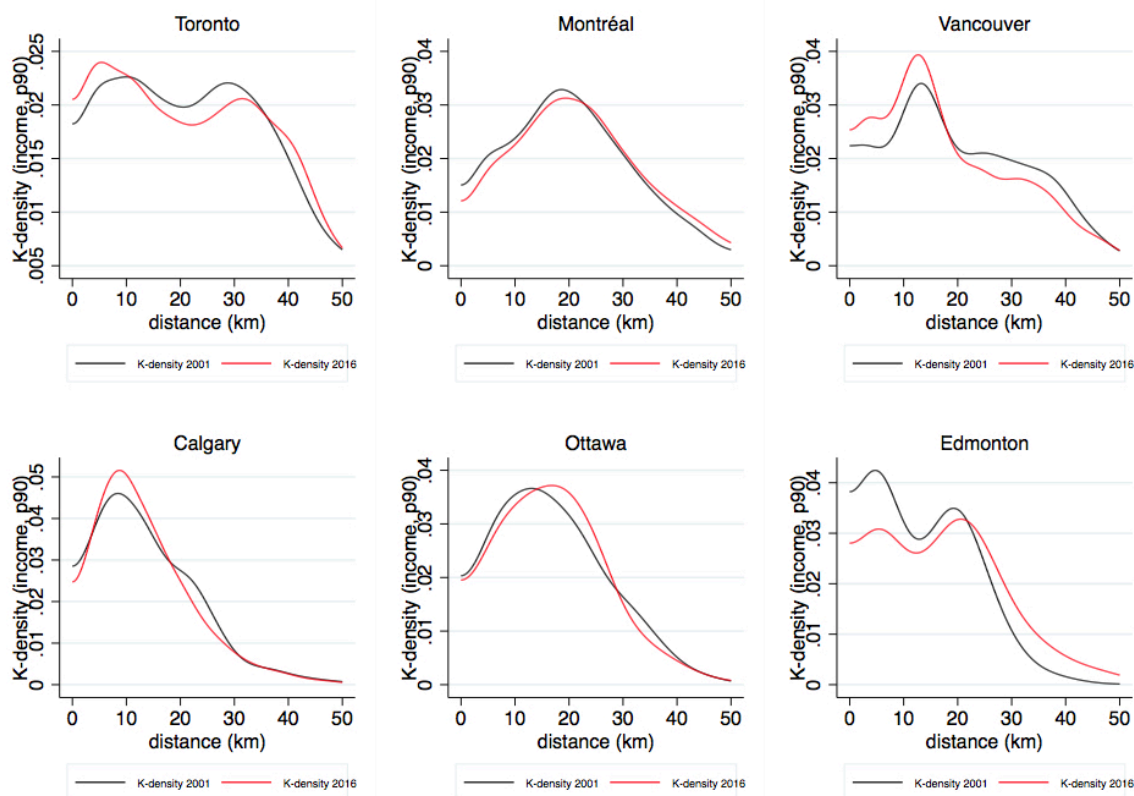 Toronto
K-density (income, p90)
.005 .01 .015 .02 .025
0 10 20 30 40 50
distance (km)
K-density 2001 K-density 2016
Montréal
K-density (income, p90)
0 .01 .02 .03 .04
0 10 20 30 40 50
distance (km)
K-density 2001 K-density 2016
Vancouver
K-density (income, p90)
0 .01 .02 .03 .04
0 10 20 30 40 50
distance (km)
K-density 2001 K-density 2016
Calgary
K-density (income, p90)
0 .01 .02 .03 .04 .05
0 10 20 30 40 50
distance (km)
K-density 2001 K-density 2016
Ottawa
K-density (income, p90)
0 .01 .02 .03 .04
0 10 20 30 40 50
distance (km)
K-density 2001 K-density 2016
Edmonton
K-density (income, p90)
0 .01 .02 .03 .04
0 10 20 30 40 50
distance (km)
K-density 2001 K-density 2016